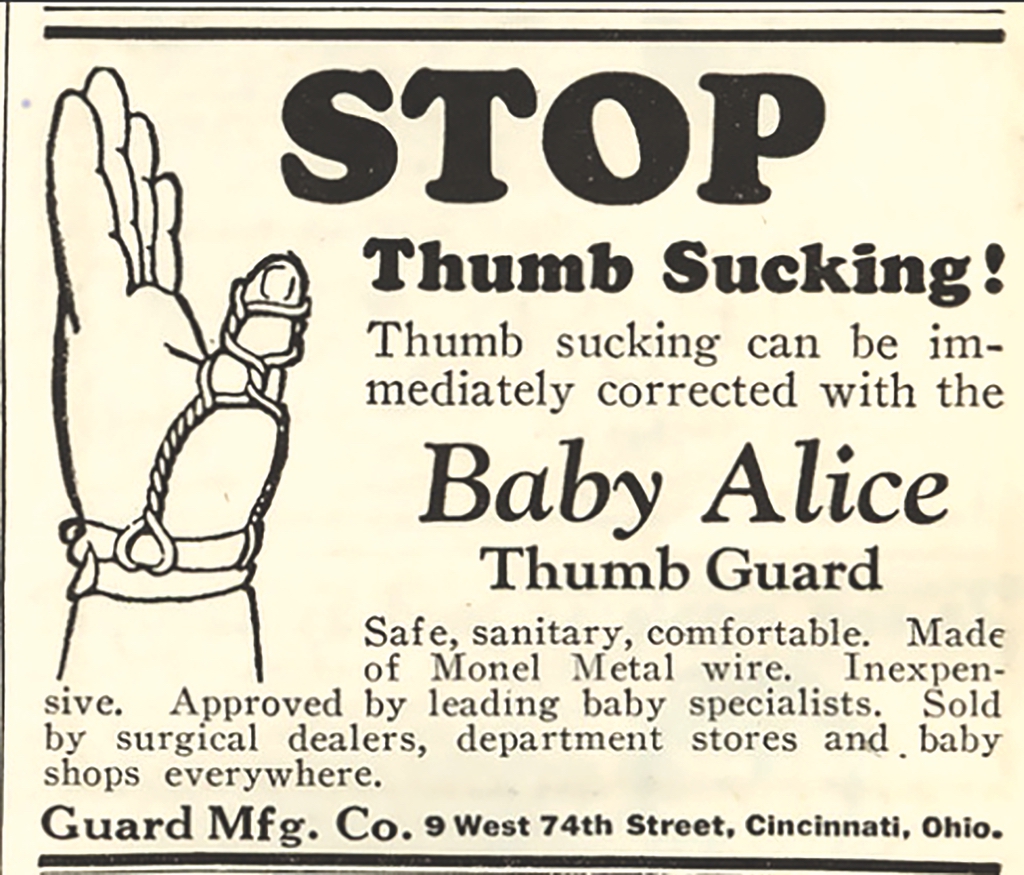 STOP
Thumb Sucking!
Thumb sucking can be im-
mediately corrected with the
Baby Alice
Thumb Guard
Safe, sanitary, comfortable. Made
of Monel Metal wire. Inexpen-
sive. Approved by leading baby specialists. Sold
by surgical dealers, department stores and baby
shops everywhere.
Guard Mfg. Co. 9 West 74th Street, Cincinnati, Ohio.